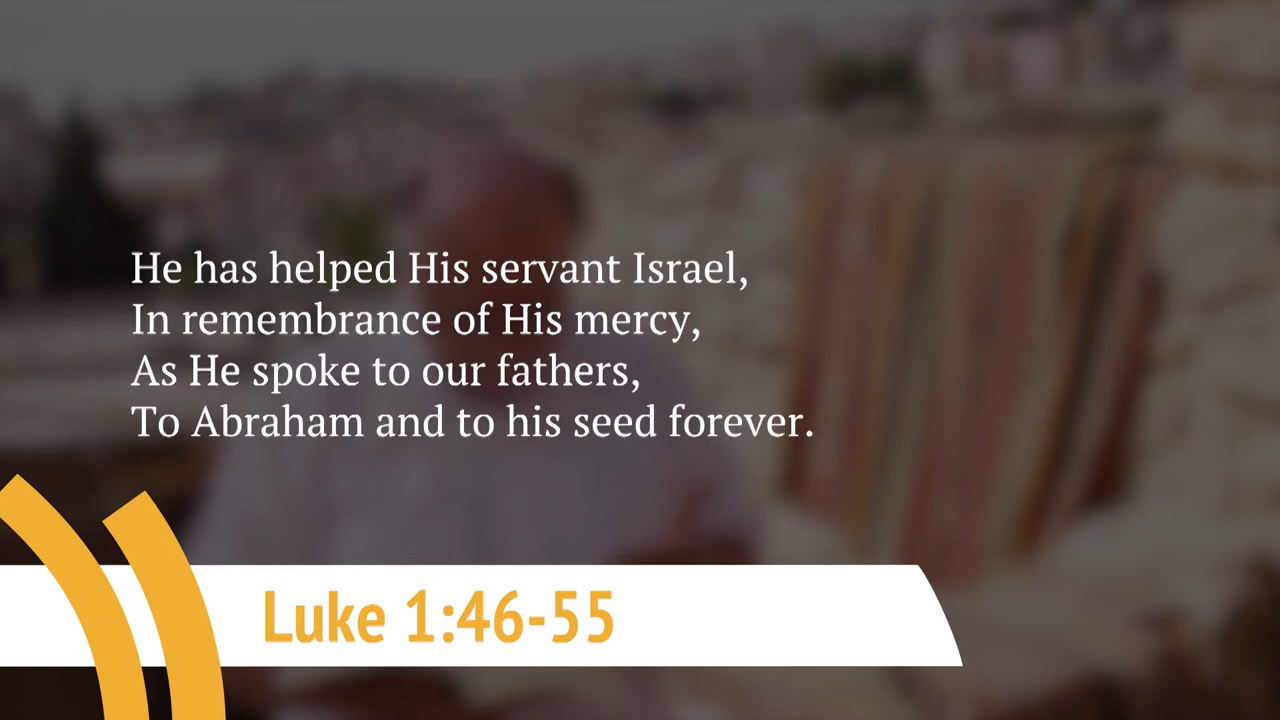 He has helped His servant Israel,
In remembrance of His mercy,
As He spoke to our fathers,
To Abraham and to his seed forever.
Luke 1:46-55